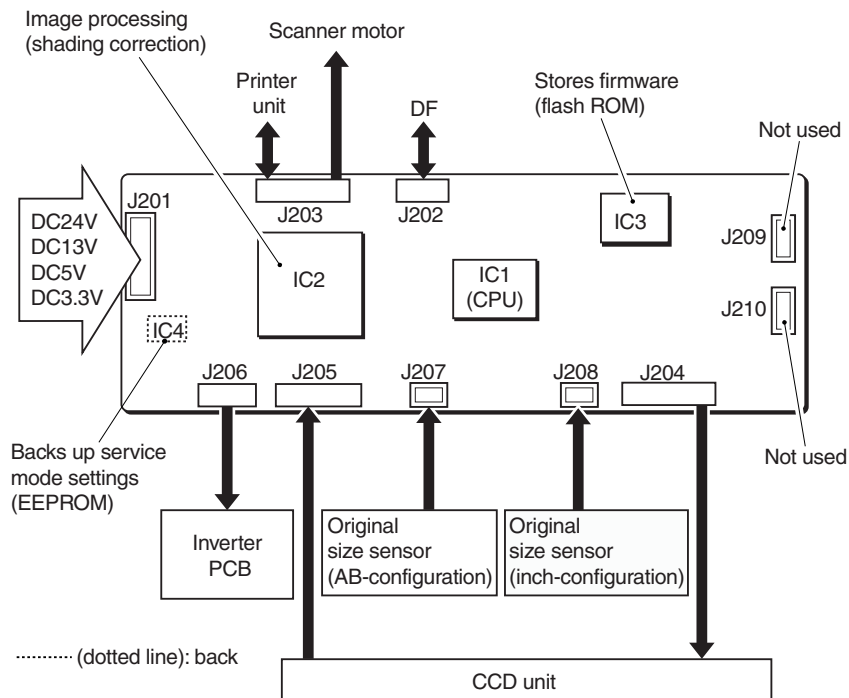 Image processing
(shading correction)
Scanner motor
Printer
unit
DF
Stores firmware
(flash ROM)
Not used
J201
J203
J202
IC3
J209
DC24V
DC13V
DC5V
DC3.3V
IC2
IC1
(CPU)
J210
IC4
J206
J205
J207
J208
J204
Backs up service
mode settings
(EEPROM)
Not used
Inverter
PCB
Original
size sensor
(AB-configuration)
Original
size sensor
(inch-configuration)
(dotted line): back
CCD unit